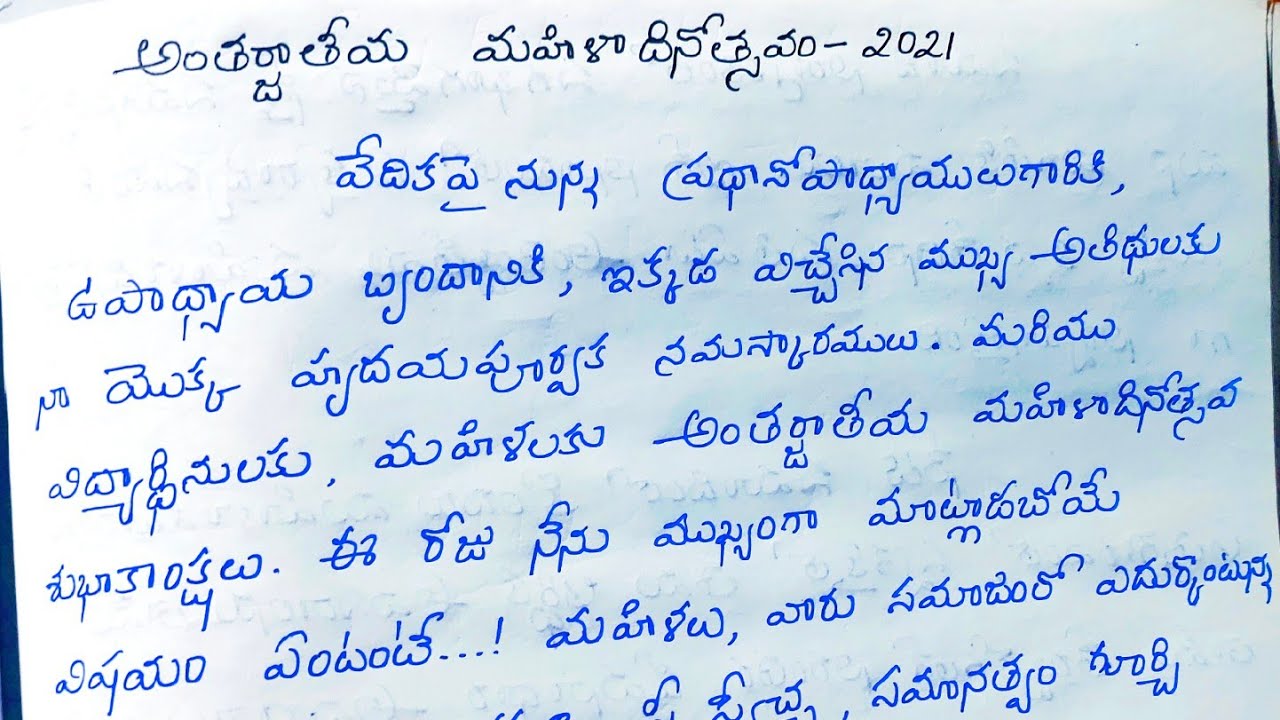 అంతర్జాతీయ మహిళా దినోత్సవం - 2021
వేదికపై నున్న ప్రధానోపాధ్యాయులుగారికి,
ఉపాధ్యాయ బృందానికి, ఇక్కడ విచ్చేసిన ముఖ్య అతిథులకు
నా యొక్క హృదయపూర్వక నమస్కారములు. మరియు
విద్యార్థినులకు, మహిళలకు అంతర్జాతీయ మహిళాదినోత్సవ
శుభాకాంక్షలు. ఈ రోజు నేను ముఖ్యంగా మాట్లాడబోయే
విషయం ఏంటంటే...! మహిళలు, వారు సమాజంలో ఎదుర్కొంటున్న
స్వేచ్ఛ, సమానత్వం గూర్చి